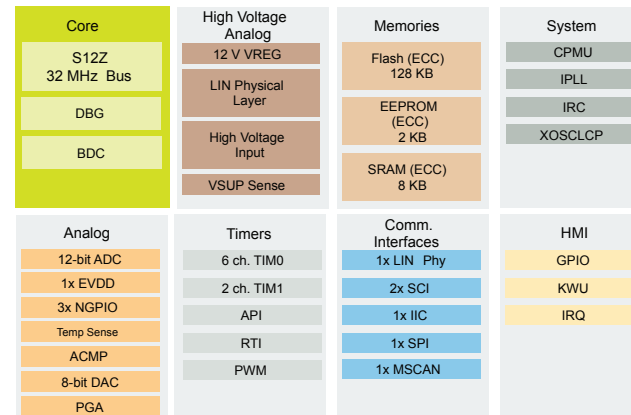 Core
S12Z
32 MHz Bus
DBG
BDC
High Voltage
Analog
12 V VREG
LIN Physical
Layer
High Voltage
Input
VSUP Sense
Memories
Flash (ECC)
128 KB
EEPROM
(ECC)
2 KB
SRAM (ECC)
8 KB
System
CPMU
IPLL
IRC
XOSCLCP
Analog
12-bit ADC
1x EVDD
3x NGPIO
Temp Sense
ACMP
8-bit DAC
PGA
Timers
6 ch. TIM0
2 ch. TIM1
API
RTI
PWM
Comm.
Interfaces
1x LIN Phy
2x SCI
1x IIC
1x SPI
1x MSCAN
HMI
GPIO
KWU
IRQ